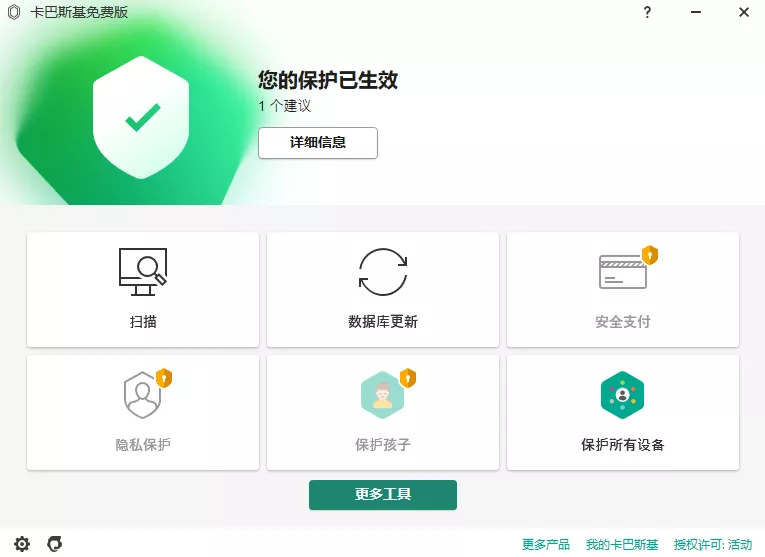 卡巴斯基免费版
?
您的保护已生效
1 个建议
详细信息
扫描
数据库更新
安全支付
隐私保护
保护孩子
保护所有设备
更多工具
更多产品 我的卡巴斯基 授权许可: 活动